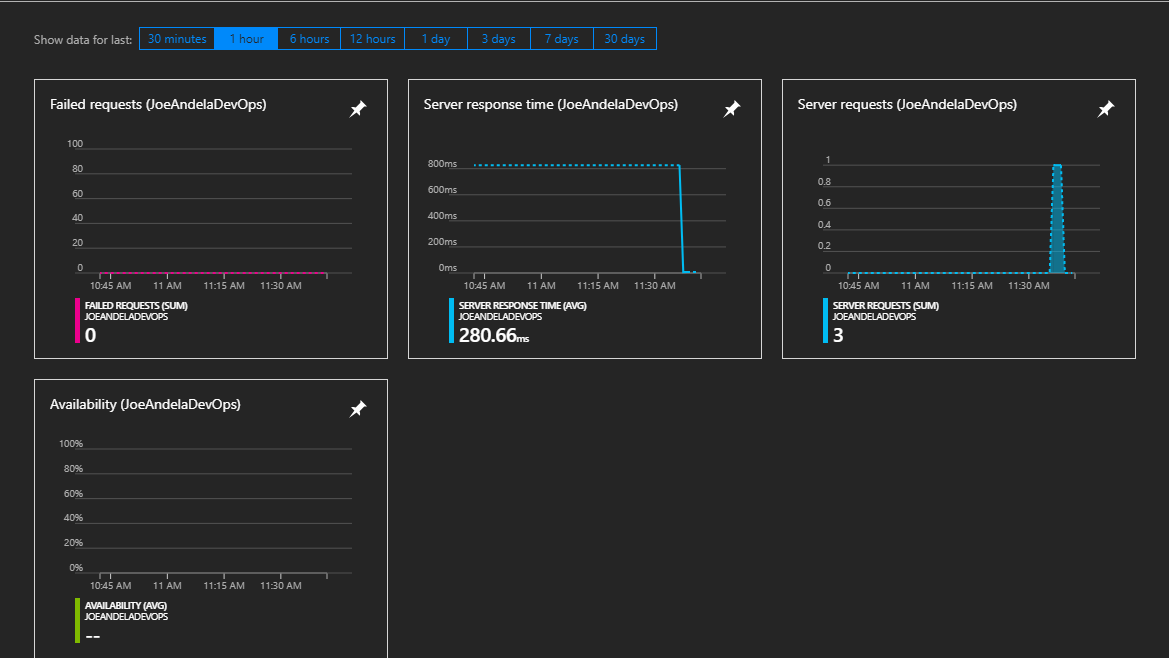 Show data for last: 30 minutes 1 hour 6 hours 12 hours 1 day 3 days 7 days 30 days
Failed requests (JoeAndelaDevOps)
100
80
60
40
20
0
10:45 AM 11 AM 11:15 AM 11:30 AM
FAILED REQUESTS (SUM)
JOEANDELADEVOPS
0
Server response time (JoeAndelaDevOps)
800ms
600ms
400ms
200ms
0ms
10:45 AM 11 AM 11:15 AM 11:30 AM
SERVER RESPONSE TIME (AVG)
JOEANDELADEVOPS
280.66ms
Server requests (JoeAndelaDevOps)
1
0.8
0.6
0.4
0.2
0
10:45 AM 11 AM 11:15 AM 11:30 AM
SERVER REQUESTS (SUM)
JOEANDELADEVOPS
3
Availability (JoeAndelaDevOps)
100%
80%
60%
40%
20%
0%
10:45 AM 11 AM 11:15 AM 11:30 AM
AVAILABILITY (AVG)
JOEANDELADEVOPS
--